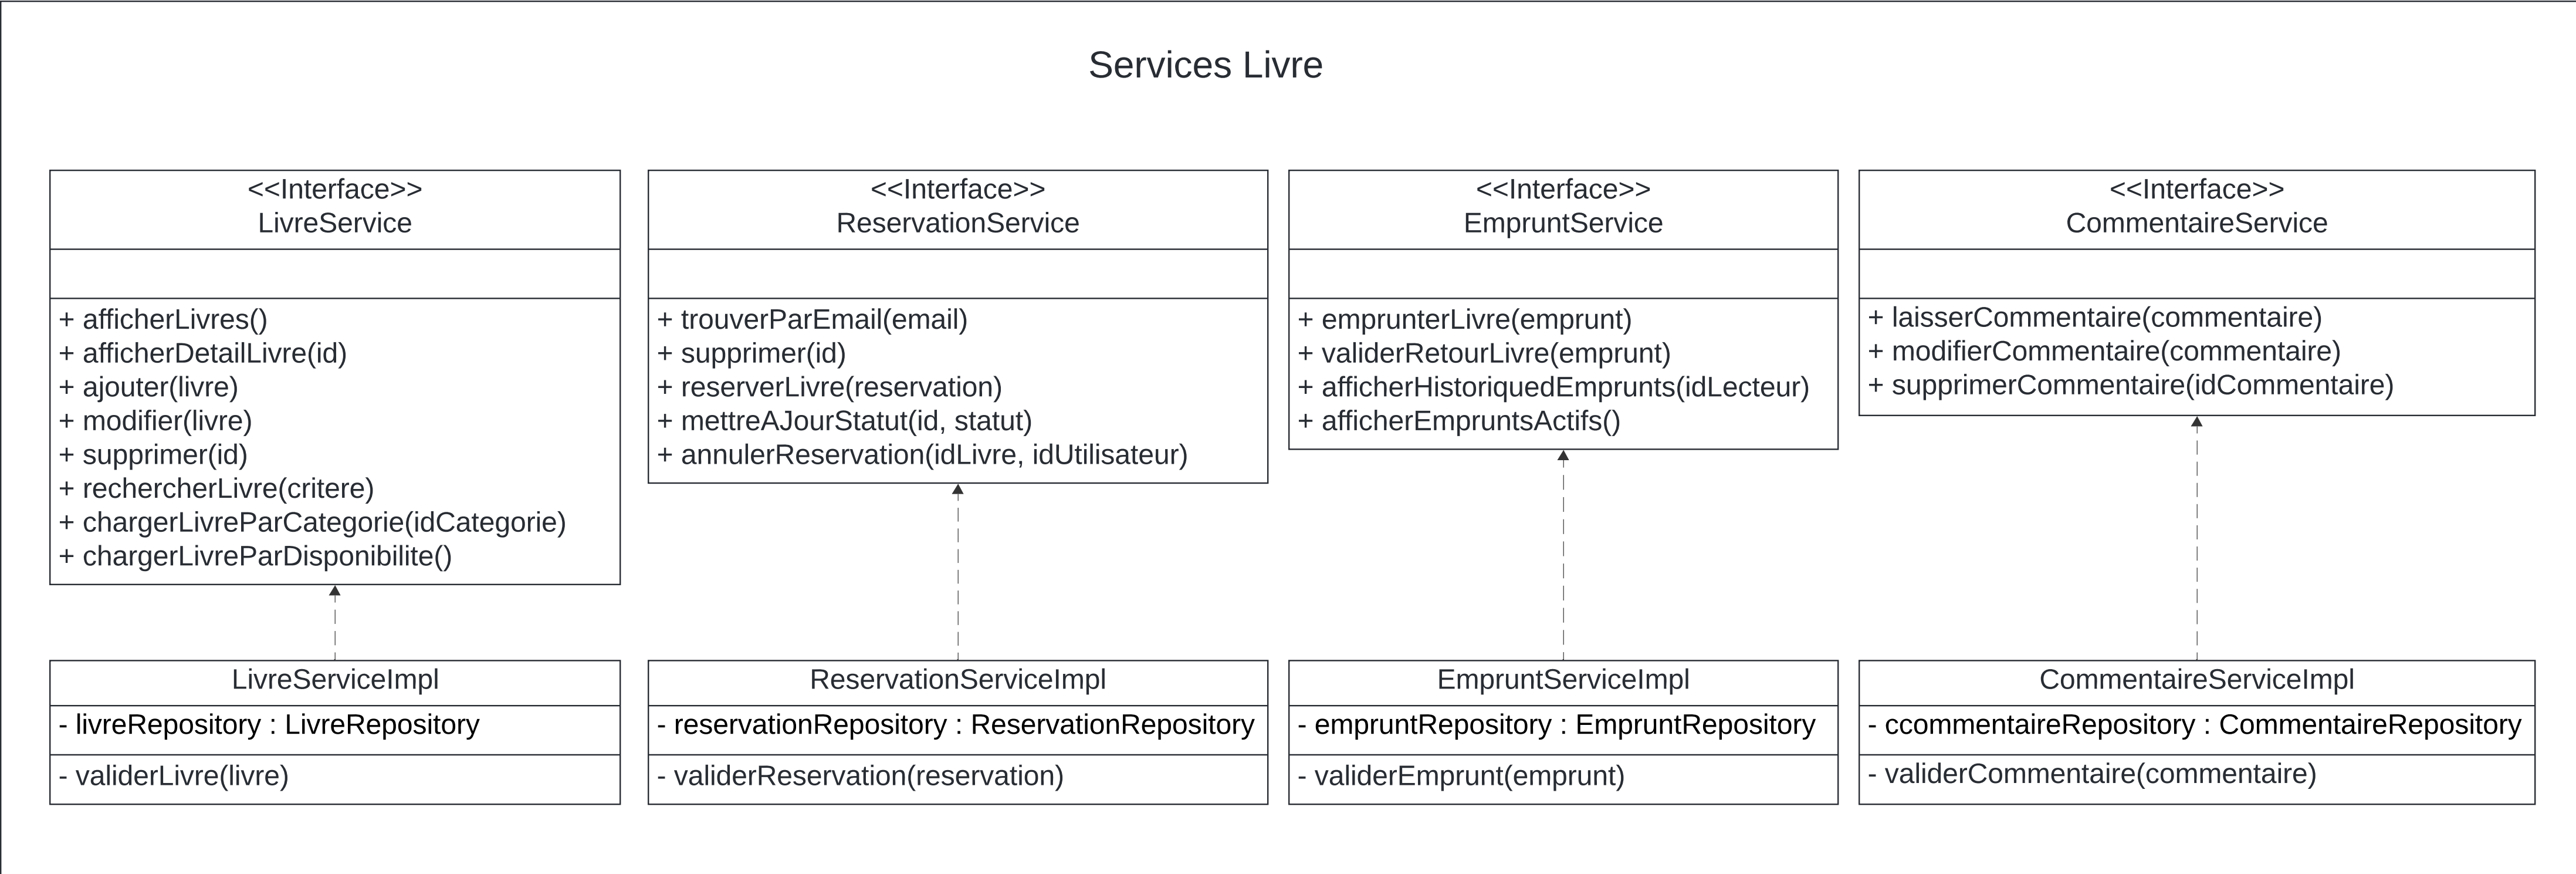 Services Livre
<<Interface>>
LivreService
+ afficherLivres()
+ afficherDetailLivre(id)
+ ajouter(livre)
+ modifier(livre)
+ supprimer(id)
+ rechercherLivre(critere)
+ chargerLivreParCategorie(idCategorie)
+ chargerLivreParDisponibilite()
<<Interface>>
ReservationService
+ trouverParEmail(email)
+ supprimer(id)
+ reserverLivre(reservation)
+ mettreAJourStatut(id, statut)
+ annulerReservation(idLivre, idUtilisateur)
<<Interface>>
EmpruntService
+ emprunterLivre(emprunt)
+ validerRetourLivre(emprunt)
+ afficherHistoriquedEmprunts(idLecteur)
+ afficherEmpruntsActifs()
<<Interface>>
CommentaireService
+ laisserCommentaire(commentaire)
+ modifierCommentaire(commentaire)
+ supprimerCommentaire(idCommentaire)
LivreServiceImpl
- livreRepository : LivreRepository
- validerLivre(livre)
ReservationServiceImpl
- reservationRepository : ReservationRepository
- validerReservation(reservation)
EmpruntServiceImpl
- empruntRepository : EmpruntRepository
- validerEmprunt(emprunt)
CommentaireServiceImpl
- ccommentaireRepository : CommentaireRepository
- validerCommentaire(commentaire)